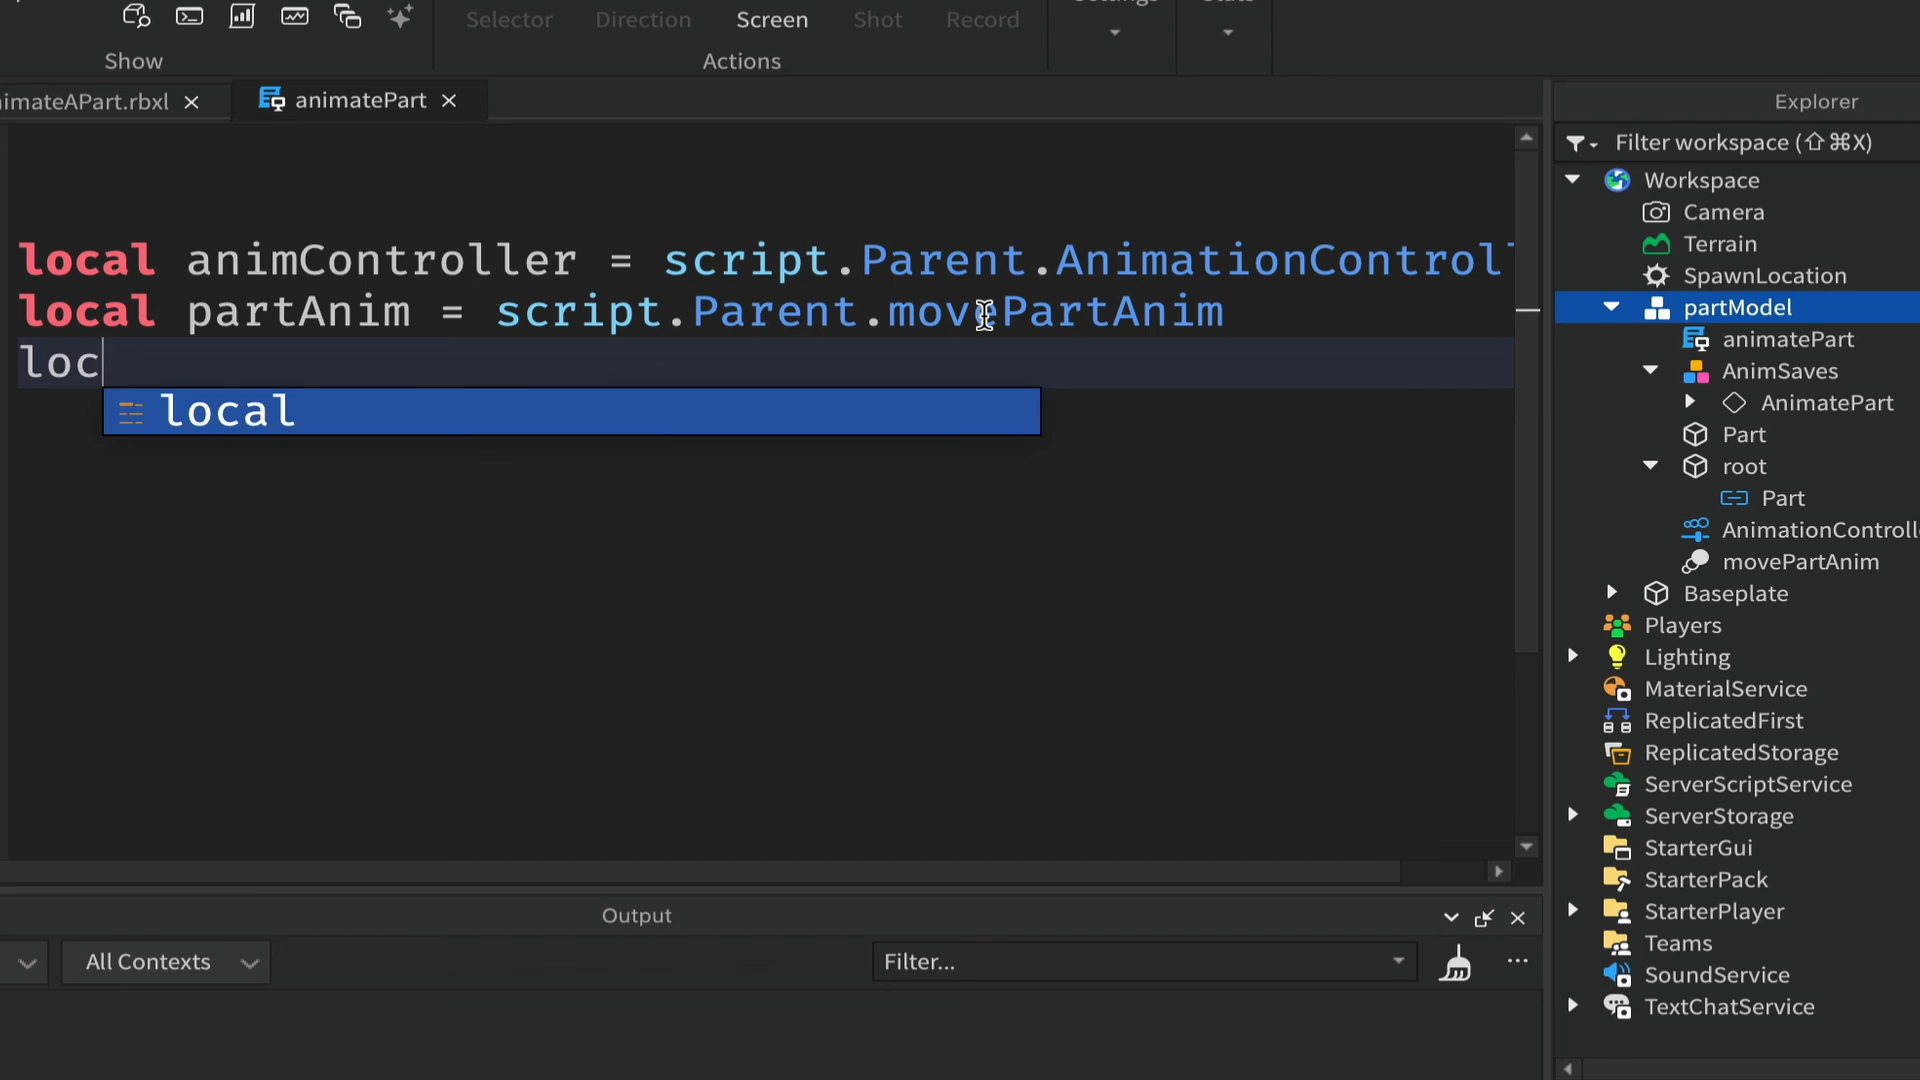 Selector Direction Screen Shot Record
Show
Actions
imateAPart.rbxl
animatePart
Explorer
Filter workspace (⇧⌘X)
local animController = script.Parent.AnimationControl
local partAnim = script.Parent.movePartAnim
loc
local
Workspace
Camera
Terrain
SpawnLocation
partModel
animatePart
AnimSaves
AnimatePart
Part
root
Part
AnimationControll
movePartAnim
Baseplate
Players
Lighting
MaterialService
ReplicatedFirst
ReplicatedStorage
ServerScriptService
ServerStorage
StarterGui
StarterPack
StarterPlayer
Teams
SoundService
TextChatService
Output
All Contexts
Filter...